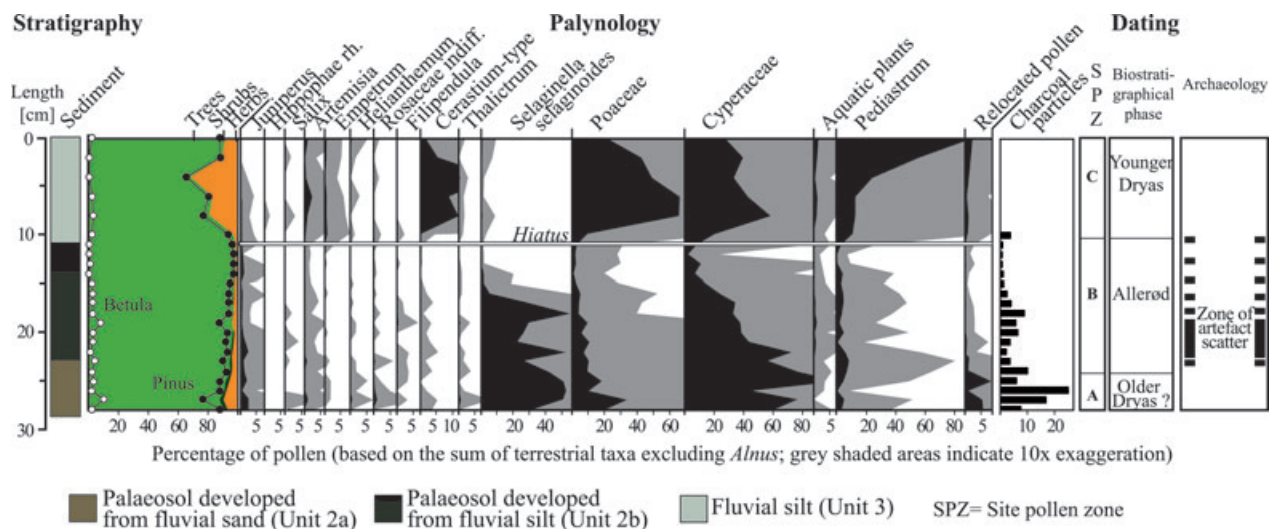 Stratigraphy
Palynology
Dating
Length
[cm]
Sediment
Trees
Shrubs
Herbs
Juniperus
Hippophae rh.
Salix
Artemisia
Empetrum
Helianthemum
Rosaceae indiff.
Filipendula
Cerastium-type
Thalictrum
Selaginella
selaginoides
Poaceae
Cyperaceae
Aquatic plants
Pediastrum
Relocated pollen
Charcoal
particles
S
P
Z
Biostrati-
graphical
phase
Archaeology
0
10
20
30
Betula
Pinus
Hiatus
C
Younger
Dryas
B
Allerød
A
Older
Dryas ?
Zone of
artefact
scatter
20 40 60 80 5 5 5 5 5 5 5 5 5 10 5 20 40 20 40 60 20 40 60 80 5 20 40 60 80 5 10 20
Percentage of pollen (based on the sum of terrestrial taxa excluding Alnus; grey shaded areas indicate 10x exaggeration)
Palaeosol developed
from fluvial sand (Unit 2a)
Palaeosol developed
from fluvial silt (Unit 2b)
Fluvial silt (Unit 3)
SPZ= Site pollen zone